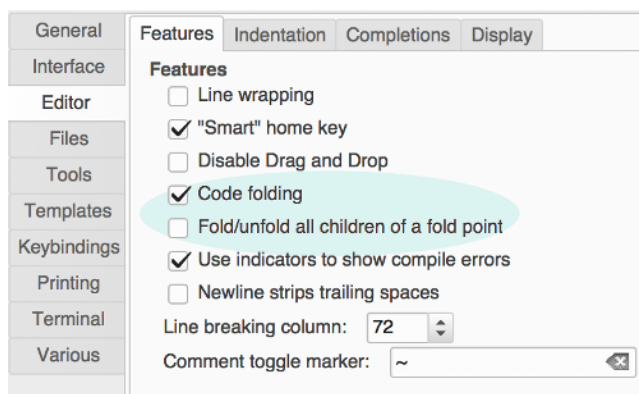 General
Interface
Editor
Files
Tools
Templates
Keybindings
Printing
Terminal
Various
Features Indentation Completions Display
Features
Line wrapping
"Smart" home key
Disable Drag and Drop
Code folding
Fold/unfold all children of a fold point
Use indicators to show compile errors
Newline strips trailing spaces
Line breaking column: 72
Comment toggle marker: ~